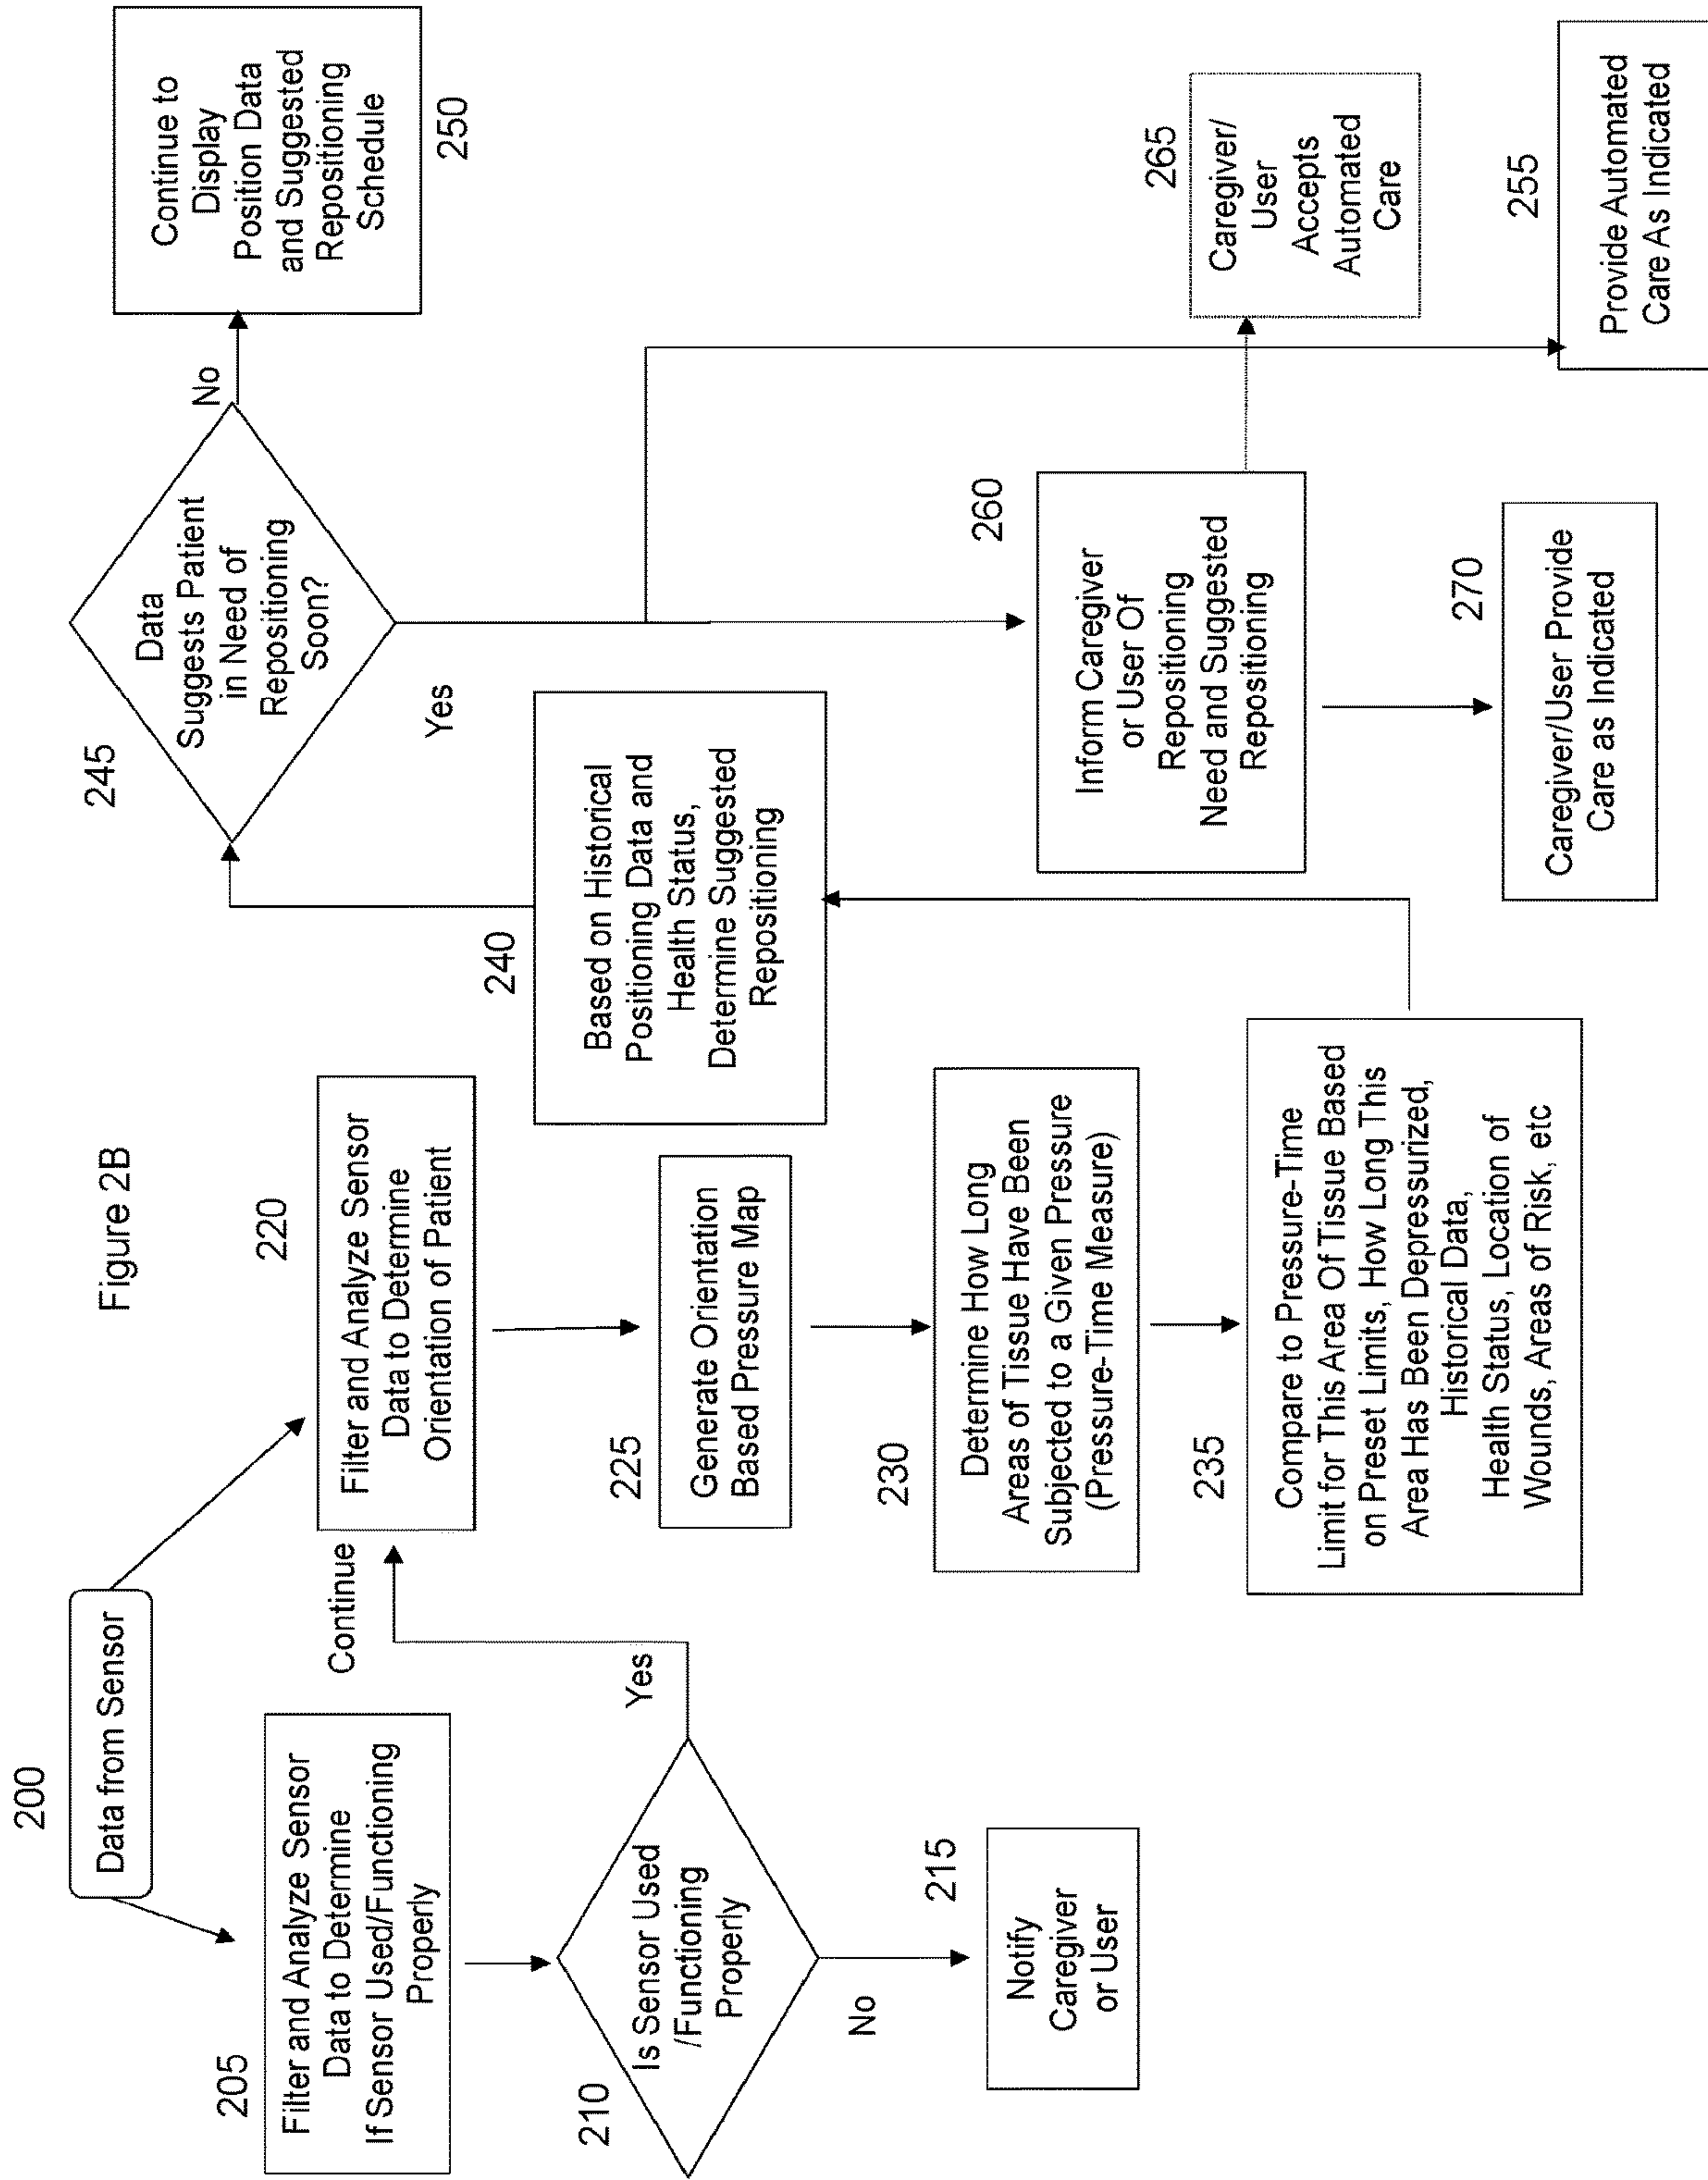 Figure 2B
200
Data from Sensor
205
Filter and Analyze Sensor
Data to Determine
If Sensor Used/Functioning
Properly
210
Is Sensor Used
/Functioning
Properly
Yes
Continue
No
215
Notify
Caregiver
or User
220
Filter and Analyze Sensor
Data to Determine
Orientation of Patient
225
Generate Orientation
Based Pressure Map
230
Determine How Long
Areas of Tissue Have Been
Subjected to a Given Pressure
(Pressure-Time Measure)
235
Compare to Pressure-Time
Limit for This Area Of Tissue Based
on Preset Limits, How Long This
Area Has Been Depressurized,
Historical Data,
Health Status, Location of
Wounds, Areas of Risk, etc
240
Based on Historical
Positioning Data and
Health Status,
Determine Suggested
Repositioning
245
Data
Suggests Patient
in Need of
Repositioning
Soon?
No
Yes
Continue to
Display
Position Data
and Suggested
Repositioning
Schedule
250
260
Inform Caregiver
or User Of
Repositioning
Need and Suggested
Repositioning
265
Caregiver/
User
Accepts
Automated
Care
255
Provide Automated
Care As Indicated
270
Caregiver/User Provide
Care as Indicated